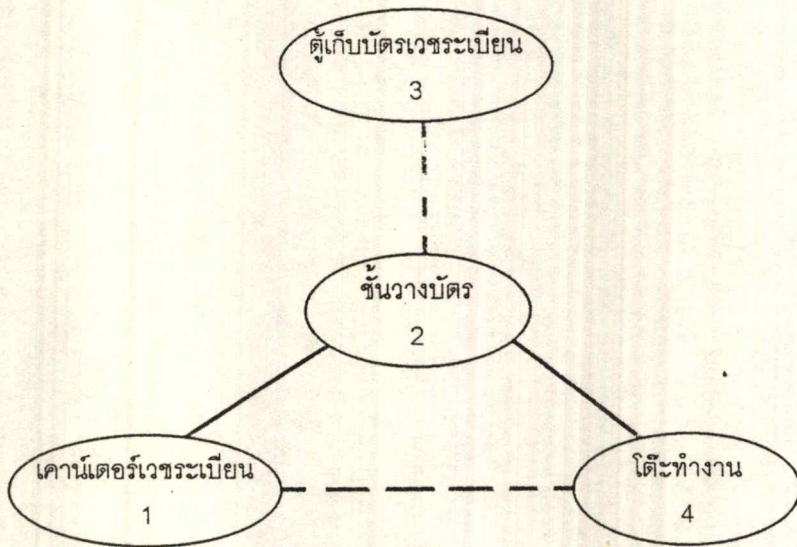 ตู้เก็บบัตรเวชระเบียน
3
ชั้นวางบัตร
2
เคาน์เตอร์เวชระเบียน
1
โต๊ะทำงาน
4